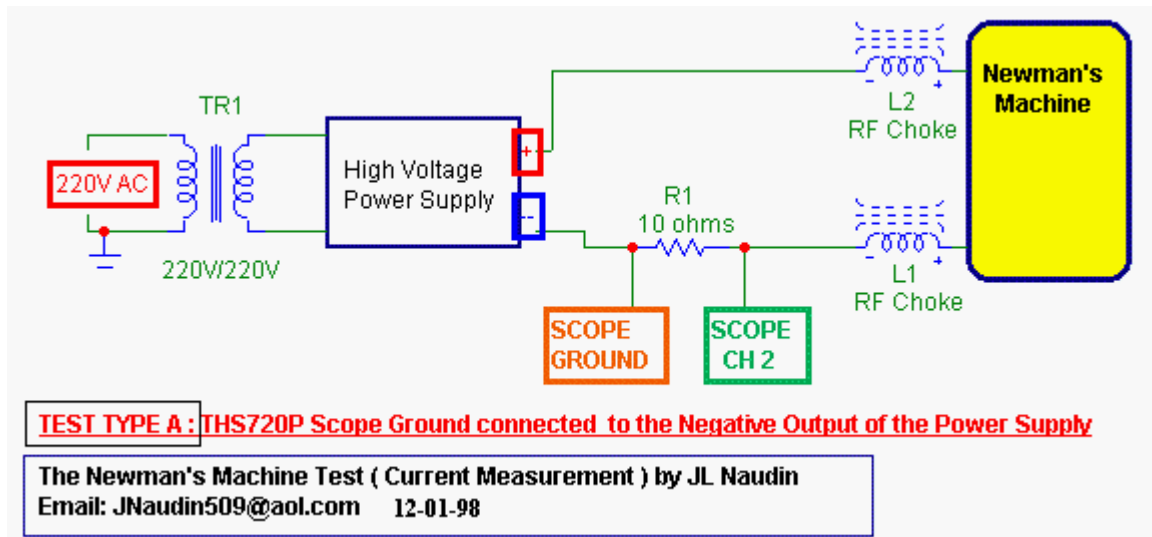 TR1
220V AC
220V/220V
High Voltage
Power Supply
+
--
L2
RF Choke
- +
Newman's
Machine
R1
10 ohms
L1
RF Choke
- +
SCOPE
GROUND
SCOPE
CH 2
TEST TYPE A : THS720P Scope Ground connected to the Negative Output of the Power Supply
The Newman's Machine Test ( Current Measurement ) by JL Naudin
Email: JNaudin509@aol.com 12-01-98